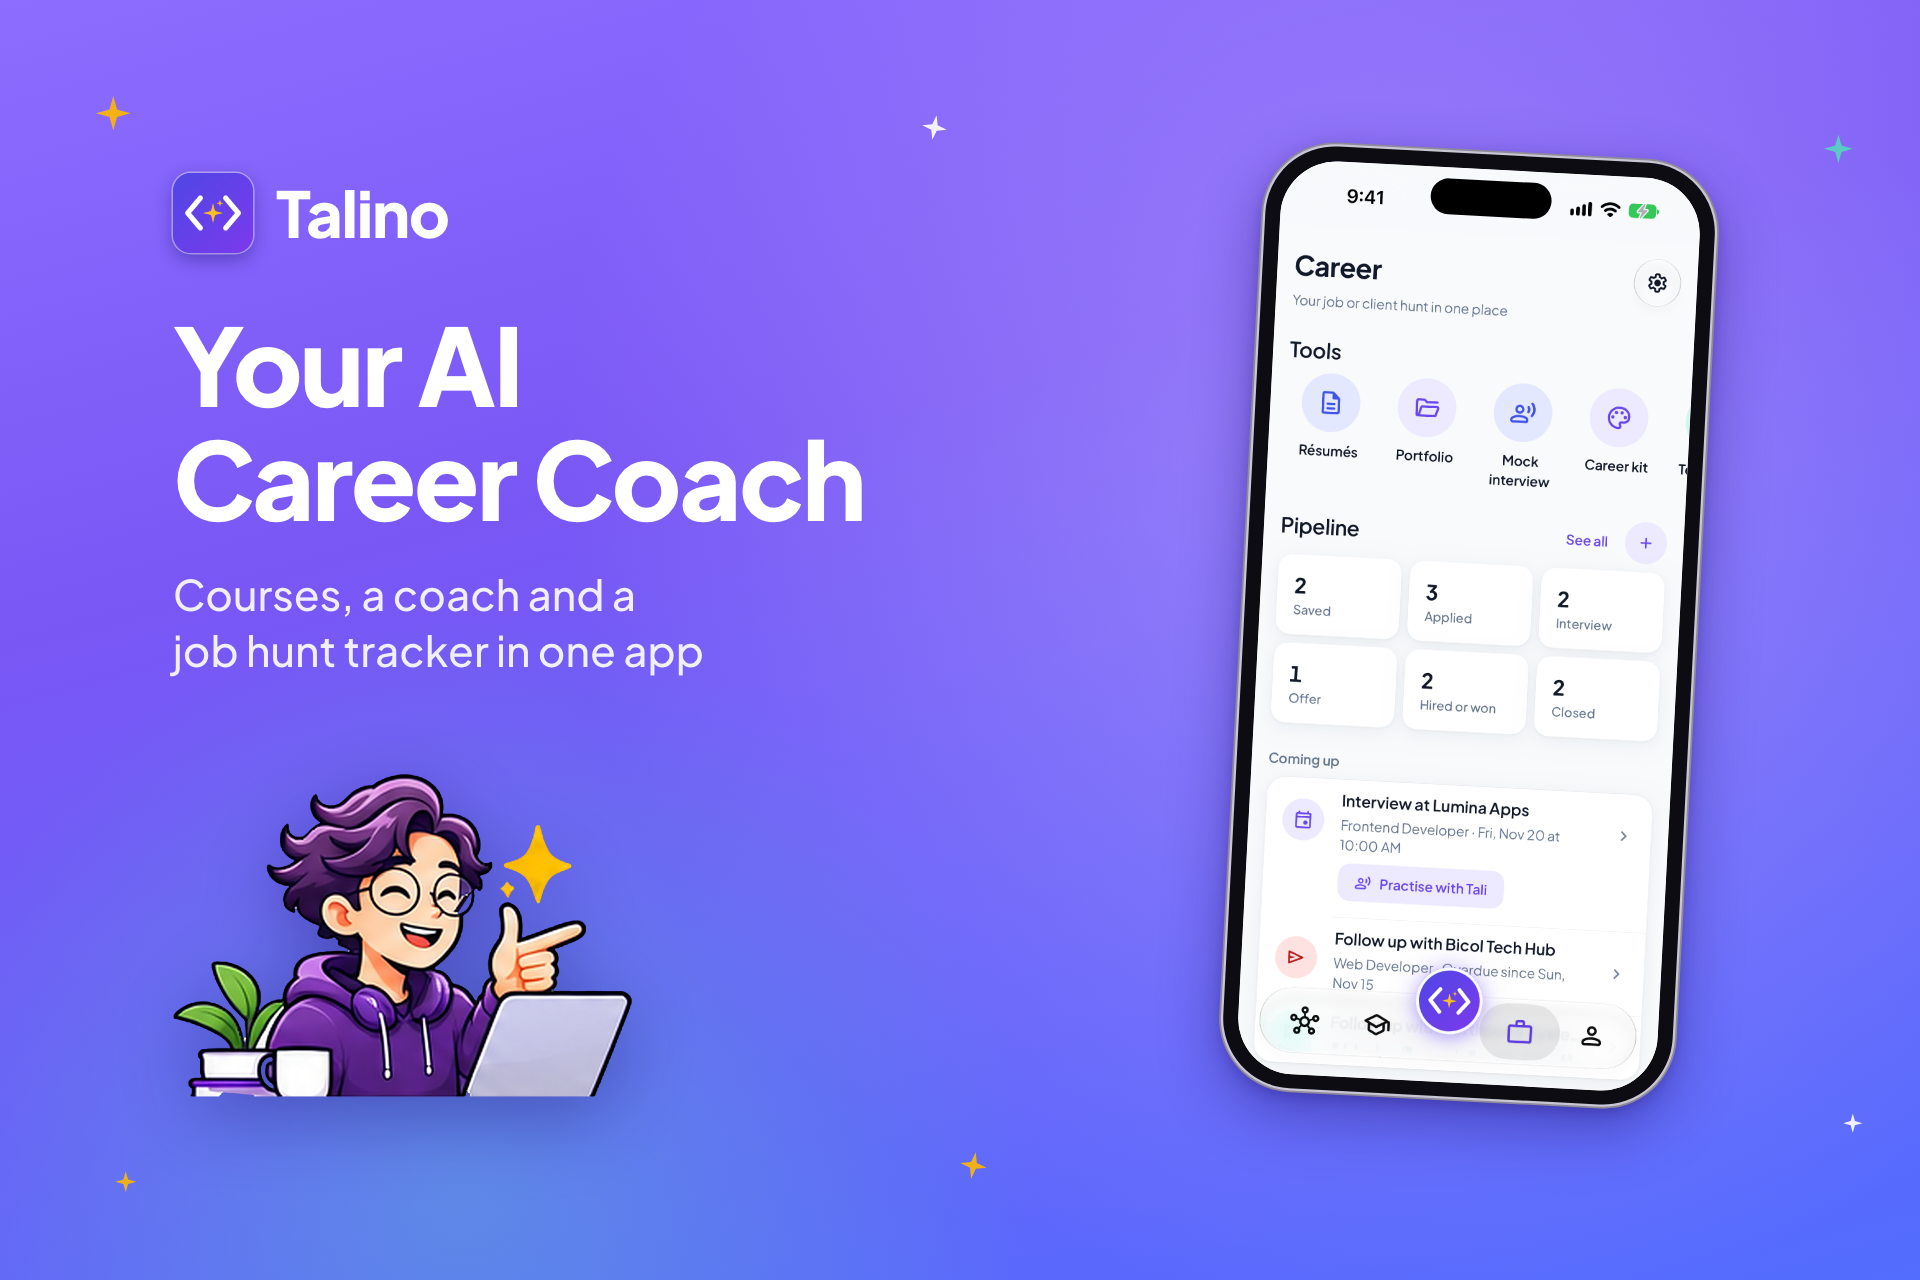 Talino
Your AI
Career Coach
Courses, a coach and a
job hunt tracker in one app
9:41
Career
Your job or client hunt in one place
Tools
Résumés
Portfolio
Mock
interview
Career kit
Pipeline
See all
2
Saved
3
Applied
2
Interview
1
Offer
2
Hired or won
2
Closed
Coming up
Interview at Lumina Apps
Frontend Developer · Fri, Nov 20 at
10:00 AM
Practise with Tali
Follow up with Bicol Tech Hub
Web Developer · Overdue since Sun,
Nov 15